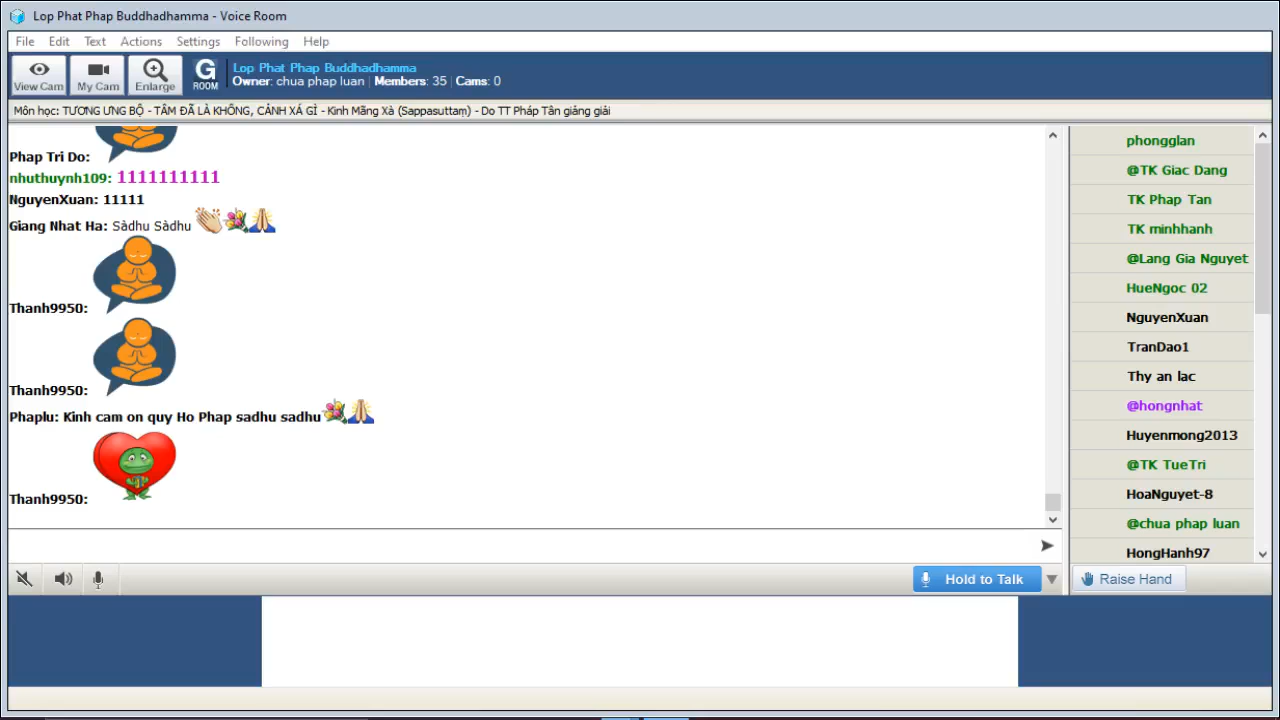 Lop Phat Phap Buddhadhamma - Voice Room
File Edit Text Actions Settings Following Help
View Cam My Cam Enlarge G ROOM
Lop Phat Phap Buddhadhamma
Owner: chua phap luan | Members: 35 | Cams: 0
Môn học: TƯƠNG ƯNG BỘ - TÂM ĐÃ LÀ KHÔNG, CẢNH XÁ GÌ - Kinh Mãng Xà (Sappasuttaṃ) - Do TT Pháp Tân giảng giải
Phap Tri Do:
nhuthuynh109: 1111111111
NguyenXuan: 11111
Giang Nhat Ha: Sàdhu Sàdhu
Thanh9950:
Thanh9950:
Phaplu: Kinh cam on quy Ho Phap sadhu sadhu
Thanh9950:
phongglan
@TK Giac Dang
TK Phap Tan
TK minhhanh
@Lang Gia Nguyet
HueNgoc 02
NguyenXuan
TranDao1
Thy an lac
@hongnhat
Huyenmong2013
@TK TueTri
HoaNguyet-8
@chua phap luan
HongHanh97
Hold to Talk
Raise Hand